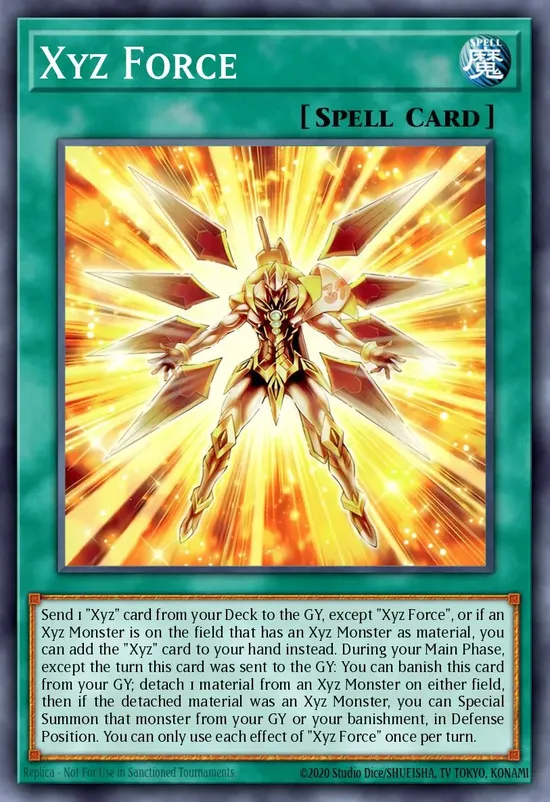 Xyz Force
SPELL
魔
[Spell Card]
39
Send 1 "Xyz" card from your Deck to the GY, except "Xyz Force", or if an
Xyz Monster is on the field that has an Xyz Monster as material, you
can add the "Xyz" card to your hand instead. During your Main Phase,
except the turn this card was sent to the GY: You can banish this card
from your GY; detach 1 material from an Xyz Monster on either field,
then if the detached material was an Xyz Monster, you can Special
Summon that monster from your GY or your banishment, in Defense
Position. You can only use each effect of "Xyz Force" once per turn.
Replica - Not For Use in Sanctioned Tournaments
©2020 Studio Dice/SHUEISHA, TV TOKYO, KONAMI